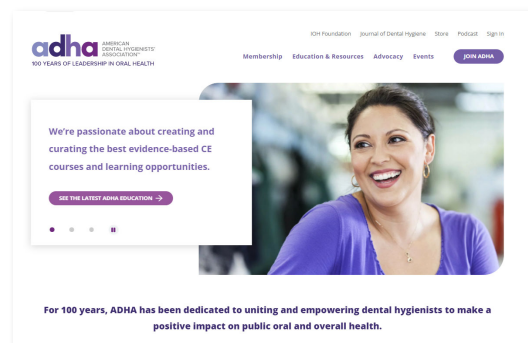 IOH Foundation Journal of Dental Hygiene Store Podcast Sign In
adha AMERICAN
DENTAL HYGIENISTS'
ASSOCIATION™
100 YEARS OF LEADERSHIP IN ORAL HEALTH
Membership Education & Resources Advocacy Events JOIN ADHA
We're passionate about creating and
curating the best evidence-based CE
courses and learning opportunities.
SEE THE LATEST ADHA EDUCATION
For 100 years, ADHA has been dedicated to uniting and empowering dental hygienists to make a
positive impact on public oral and overall health.